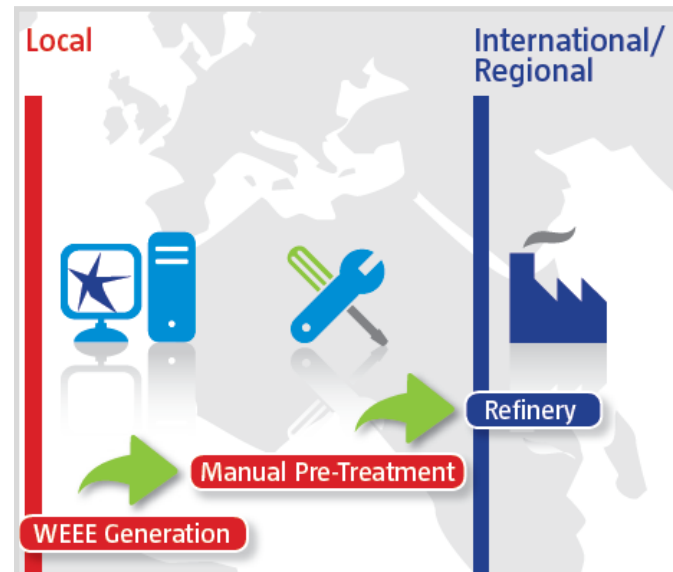 Local
International/
Regional
Refinery
Manual Pre-Treatment
WEEE Generation